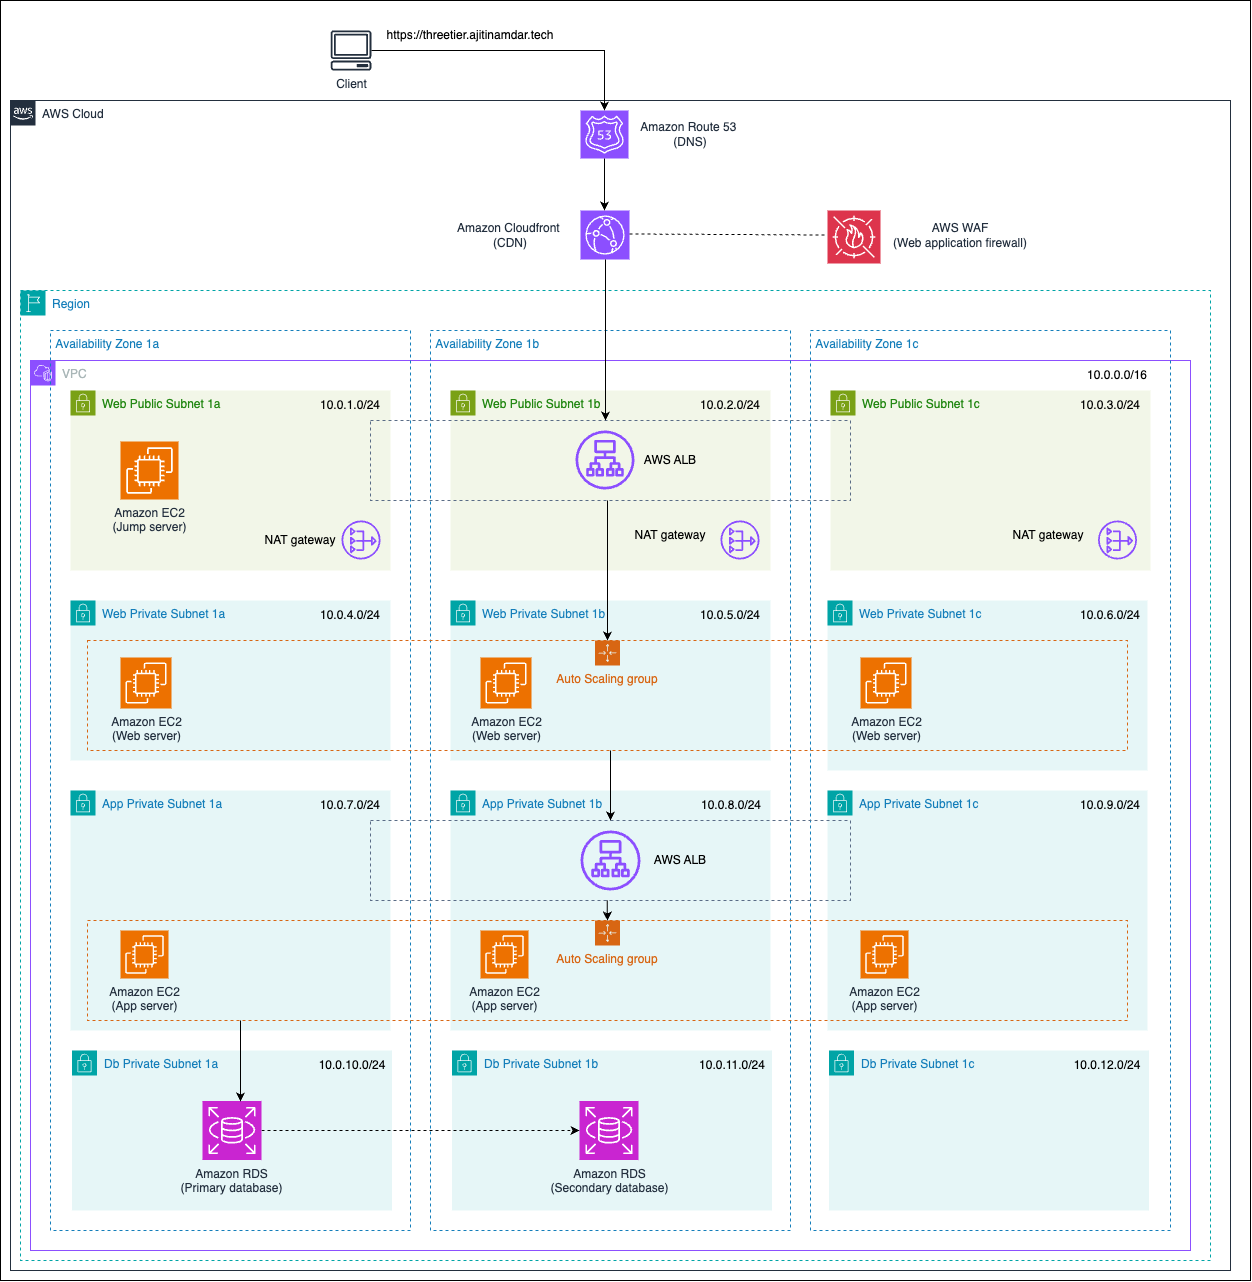 https://threetier.ajitinamdar.tech
Client
aws
AWS Cloud
53
Amazon Route 53
(DNS)
Amazon Cloudfront
(CDN)
AWS WAF
(Web application firewall)
Region
Availability Zone 1a
Availability Zone 1b
Availability Zone 1c
VPC
10.0.0.0/16
Web Public Subnet 1a
10.0.1.0/24
Web Public Subnet 1b
10.0.2.0/24
Web Public Subnet 1c
10.0.3.0/24
AWS ALB
Amazon EC2
(Jump server)
NAT gateway
NAT gateway
NAT gateway
Web Private Subnet 1a
10.0.4.0/24
Web Private Subnet 1b
10.0.5.0/24
Web Private Subnet 1c
10.0.6.0/24
Auto Scaling group
Amazon EC2
(Web server)
Amazon EC2
(Web server)
Amazon EC2
(Web server)
App Private Subnet 1a
10.0.7.0/24
App Private Subnet 1b
10.0.8.0/24
App Private Subnet 1c
10.0.9.0/24
AWS ALB
Auto Scaling group
Amazon EC2
(App server)
Amazon EC2
(App server)
Amazon EC2
(App server)
Db Private Subnet 1a
10.0.10.0/24
Db Private Subnet 1b
10.0.11.0/24
Db Private Subnet 1c
10.0.12.0/24
Amazon RDS
(Primary database)
Amazon RDS
(Secondary database)